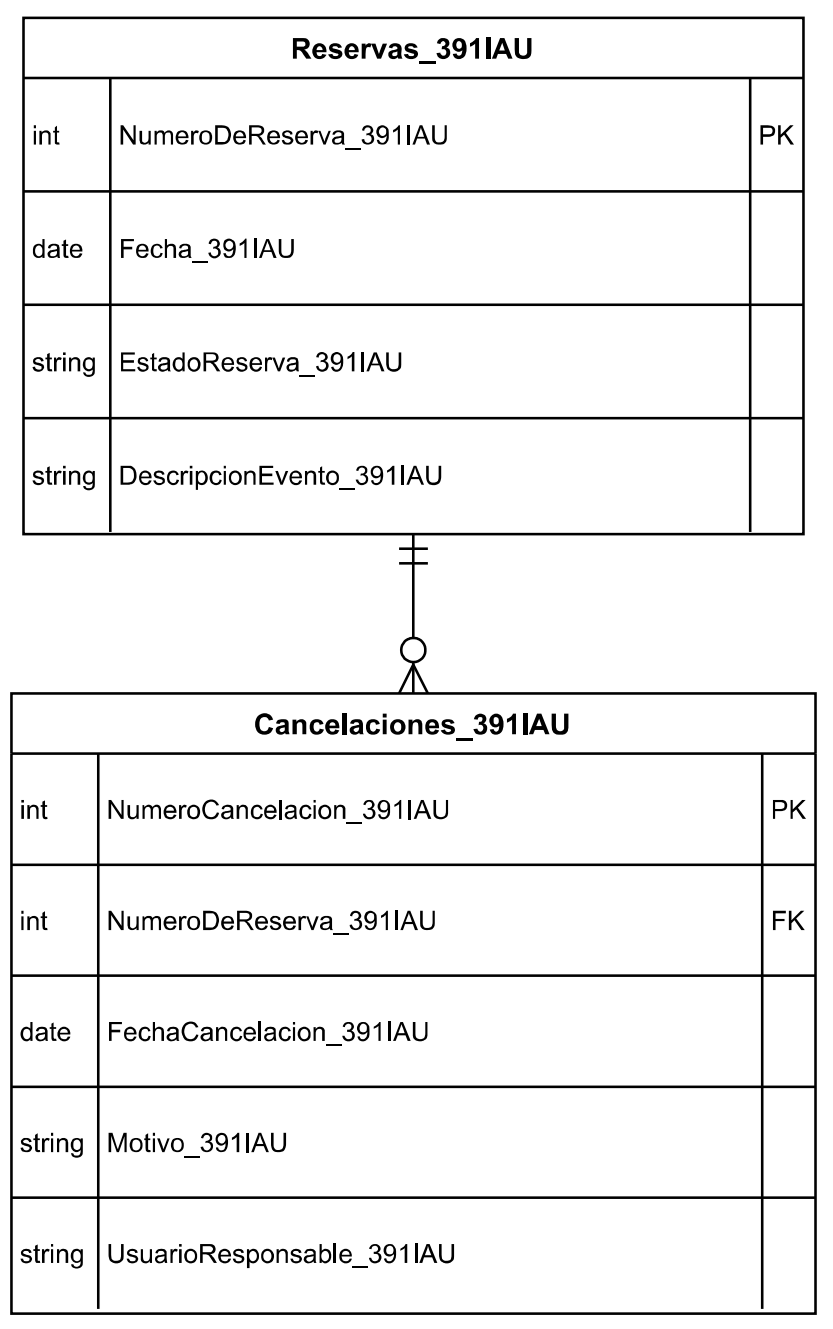 Reservas_391IAU
int NumeroDeReserva_391IAU PK
date Fecha_391IAU
string EstadoReserva_391IAU
string DescripcionEvento_391IAU
Cancelaciones_391IAU
int NumeroCancelacion_391IAU PK
int NumeroDeReserva_391IAU FK
date FechaCancelacion_391IAU
string Motivo_391IAU
string UsuarioResponsable_391IAU